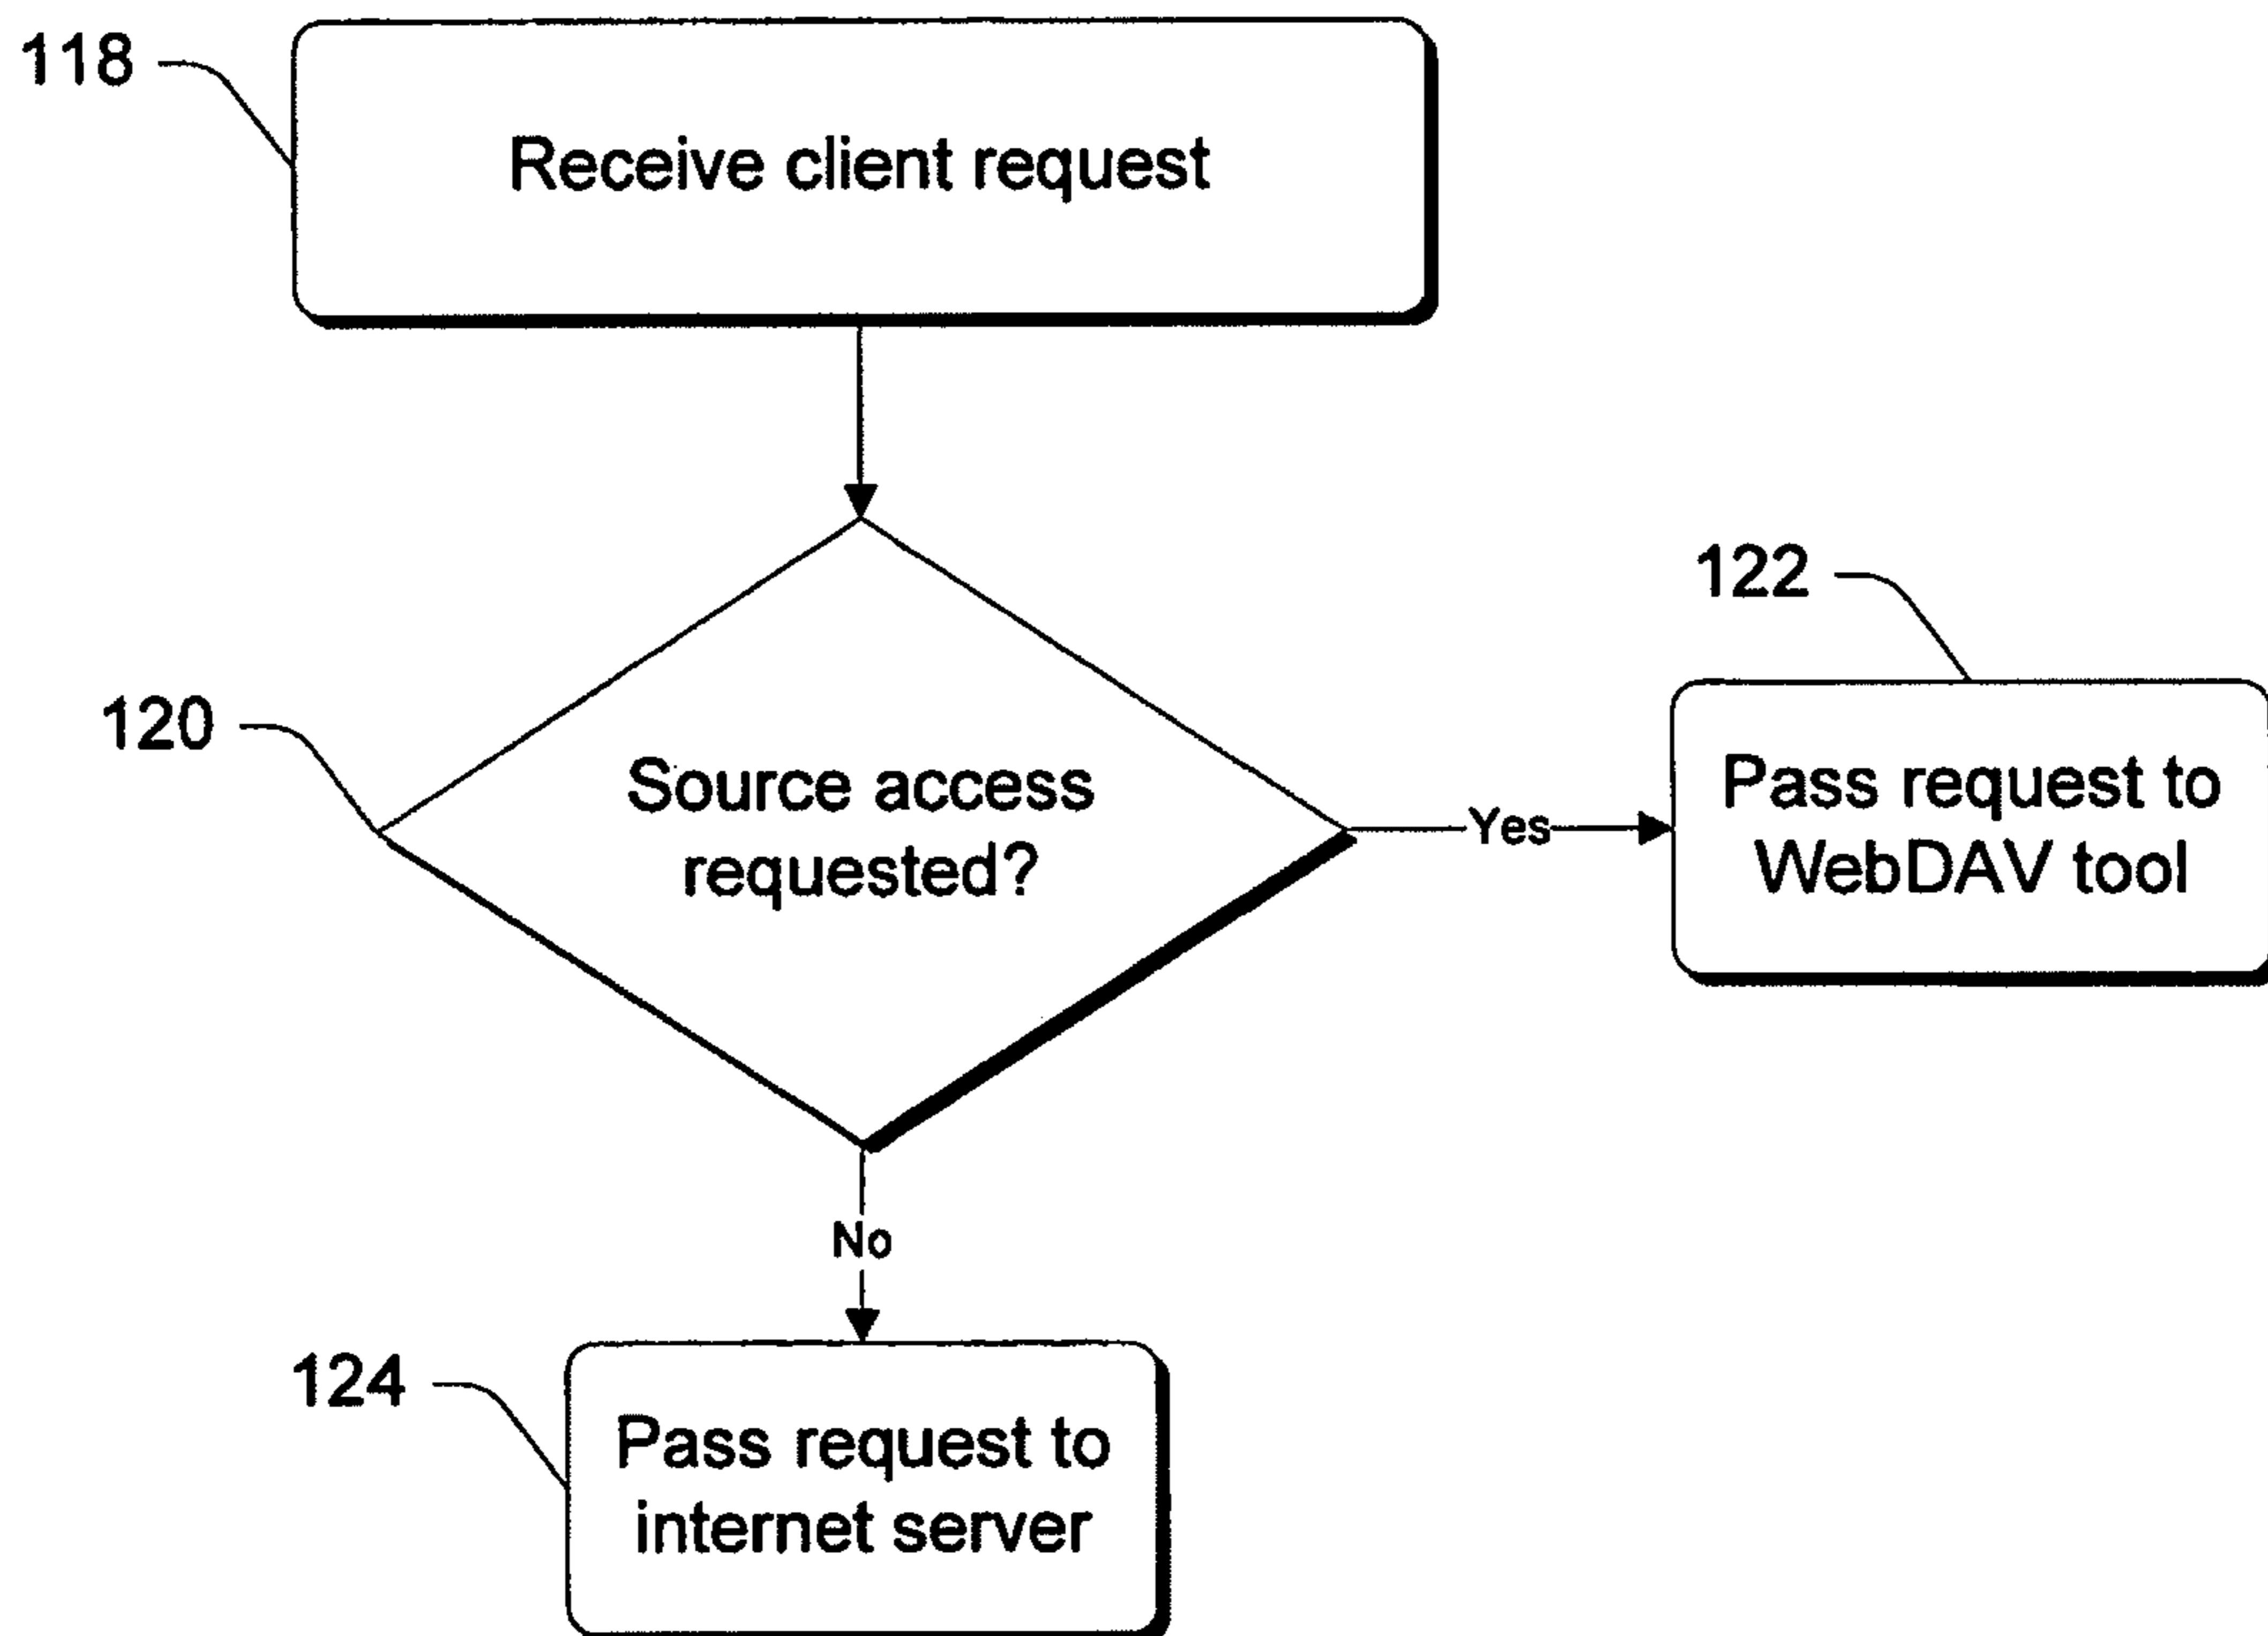 118
Receive client request
120
Source access
requested?
Yes
122
Pass request to
WebDAV tool
No
124
Pass request to
internet server